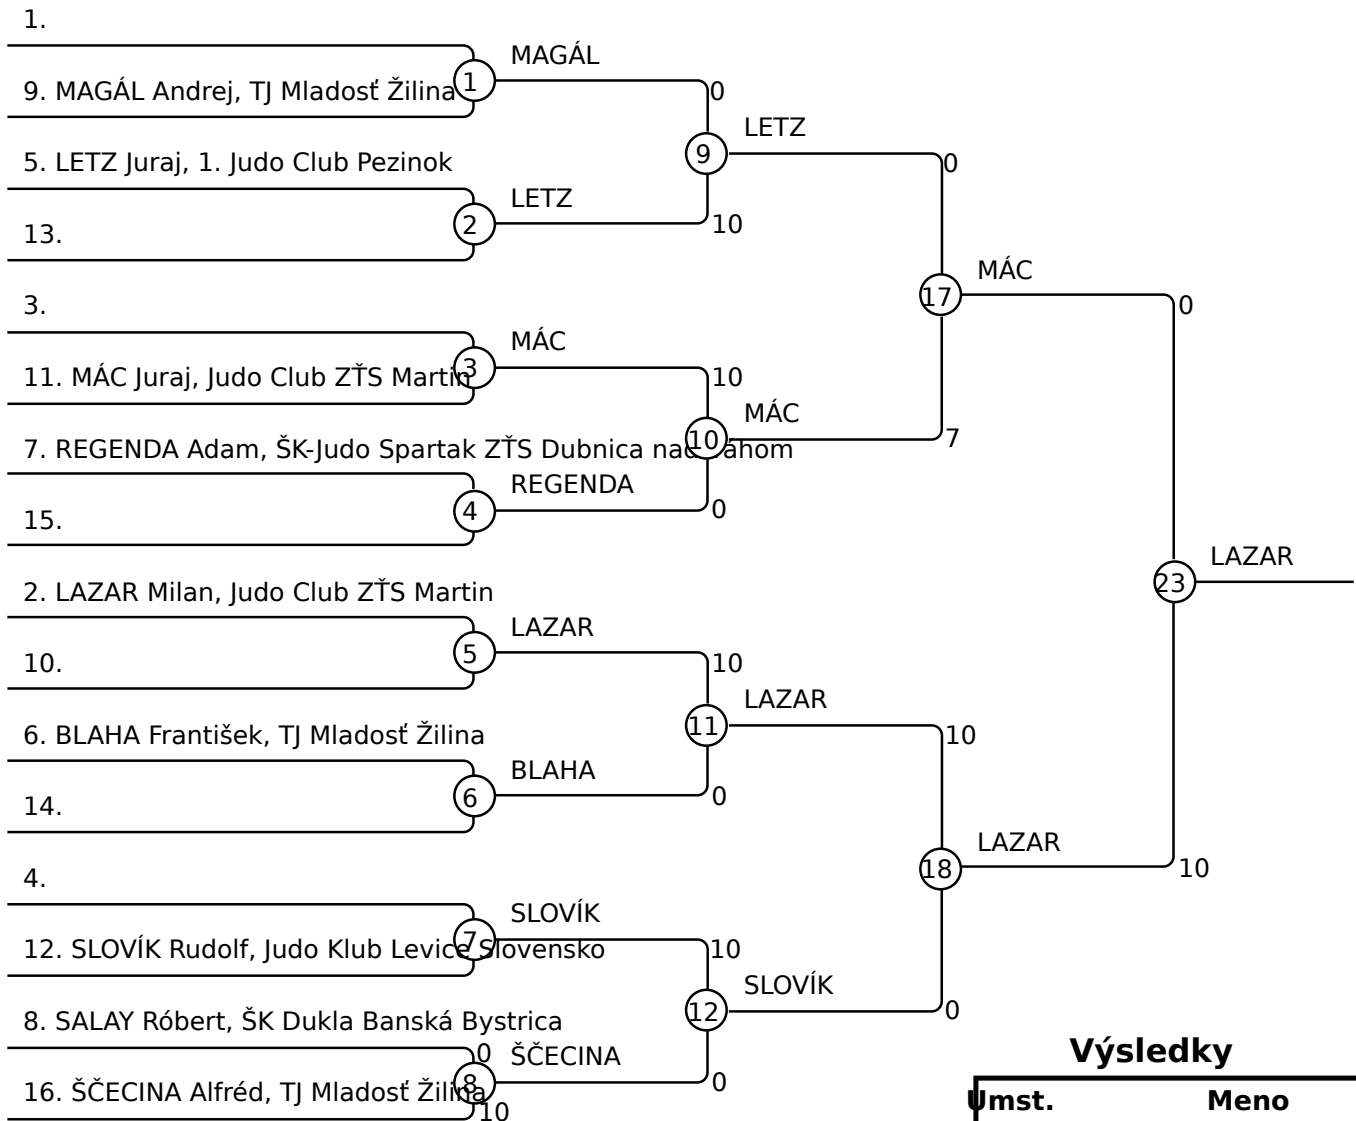 1.
MAGÁL
1
9. MAGÁL Andrej, TJ Mladosť Žilina
0
LETZ
9
5. LETZ Juraj, 1. Judo Club Pezinok
0
LETZ
2
10
13.
MÁC
17
3.
0
MÁC
3
11. MÁC Juraj, Judo Club ZŤS Martin
10
MÁC
10
7
7. REGENDA Adam, ŠK-Judo Spartak ZŤS Dubnica nad Váhom
REGENDA
4
0
15.
LAZAR
23
2. LAZAR Milan, Judo Club ZŤS Martin
LAZAR
5
10.
10
LAZAR
11
6. BLAHA František, TJ Mladosť Žilina
10
BLAHA
6
0
14.
LAZAR
18
10
4.
SLOVÍK
7
12. SLOVÍK Rudolf, Judo Klub Levice Slovensko
10
SLOVÍK
12
0
8. SALAY Róbert, ŠK Dukla Banská Bystrica
0
ŠČECINA
8
0
16. ŠČECINA Alfréd, TJ Mladosť Žilina
10
Výsledky
Umst. Meno